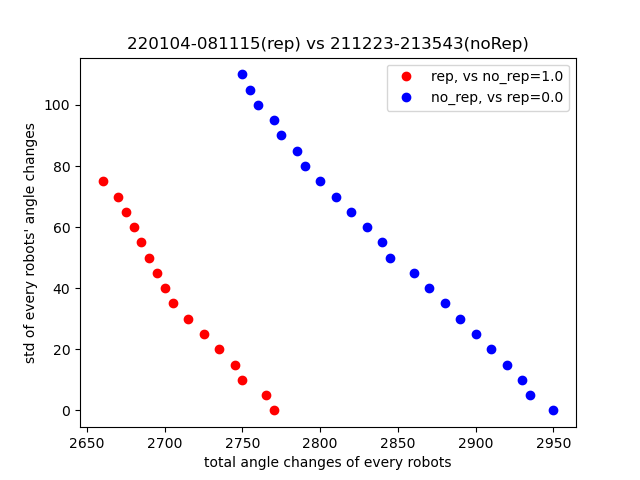 220104-081115(rep) vs 211223-213543(noRep)
rep, vs no_rep=1.0
no_rep, vs rep=0.0
std of every robots' angle changes
100
80
60
40
20
0
2650 2700 2750 2800 2850 2900 2950
total angle changes of every robots